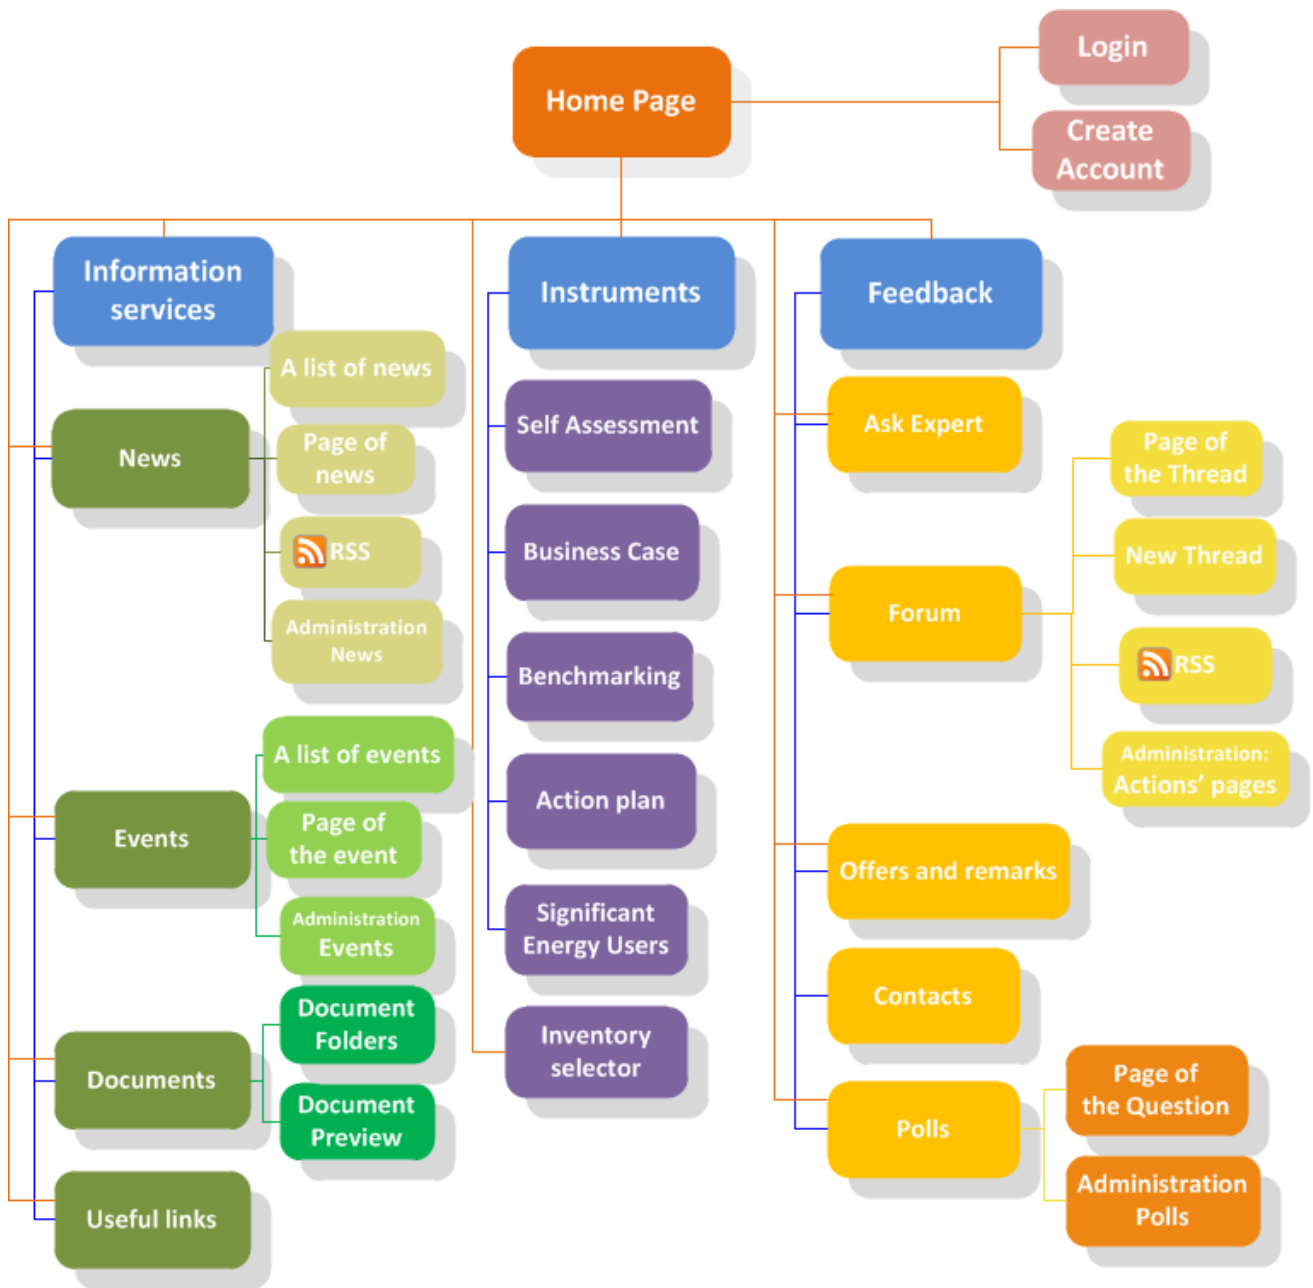 Home Page
Login
Create
Account
Information
services
A list of news
News
Page of
news
RSS
Administration
News
Events
A list of events
Page of
the event
Administration
Events
Documents
Document
Folders
Document
Preview
Useful links
Instruments
Self Assessment
Business Case
Benchmarking
Action plan
Significant
Energy Users
Inventory
selector
Feedback
Ask Expert
Forum
Page of
the Thread
New Thread
RSS
Administration:
Actions’ pages
Offers and remarks
Contacts
Polls
Page of
the Question
Administration
Polls